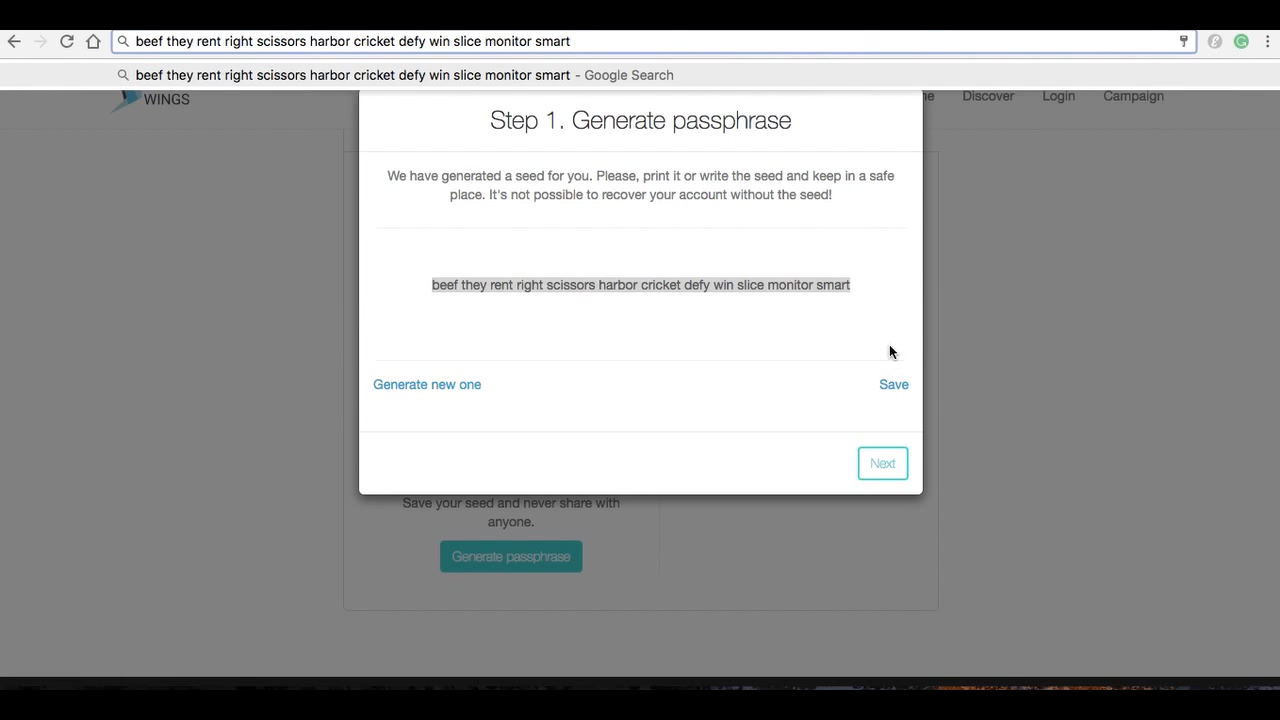 beef they rent right scissors harbor cricket defy win slice monitor smart
beef they rent right scissors harbor cricket defy win slice monitor smart - Google Search
WINGS
Discover Login Campaign
Step 1. Generate passphrase
We have generated a seed for you. Please, print it or write the seed and keep in a safe
place. It's not possible to recover your account without the seed!
beef they rent right scissors harbor cricket defy win slice monitor smart
Generate new one Save
Next
Save your seed and never share with
anyone.
Generate passphrase